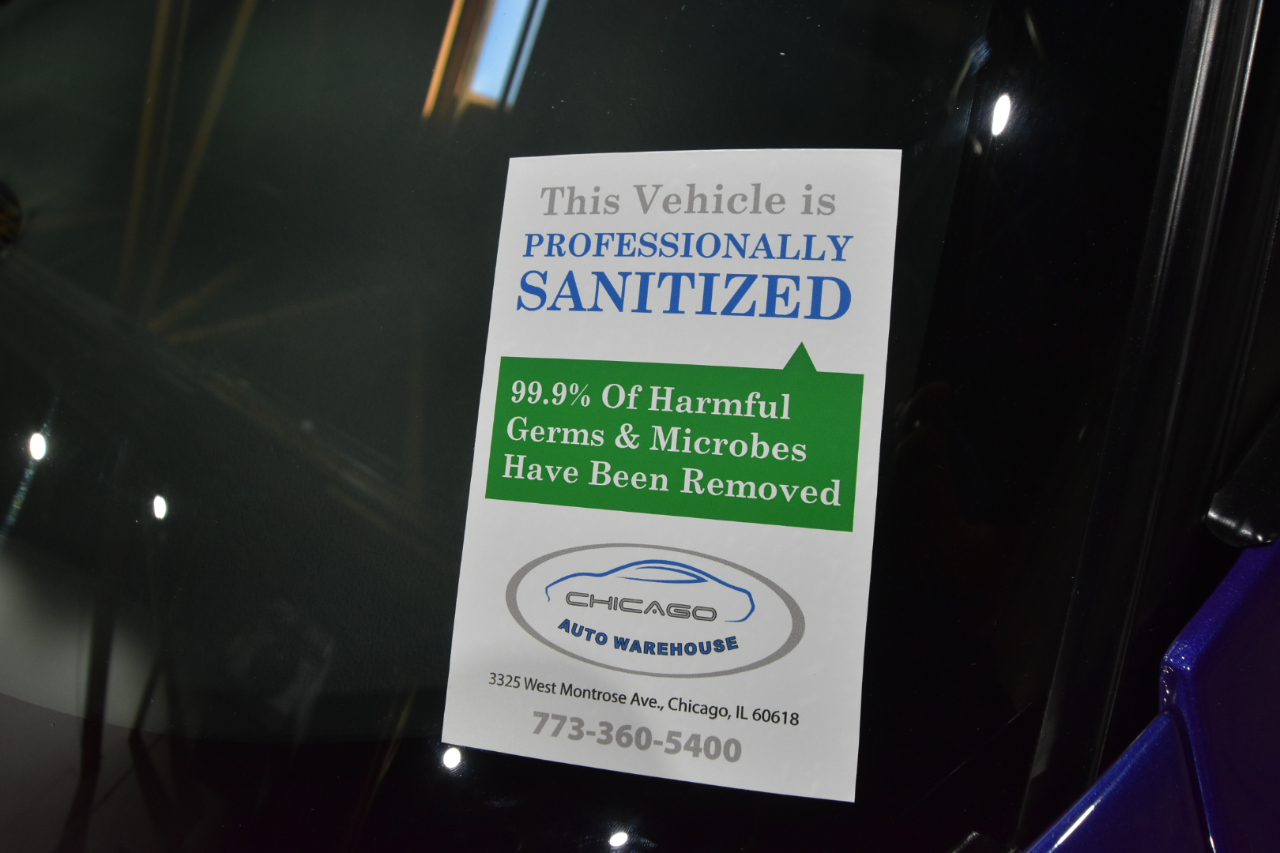 This Vehicle is
PROFESSIONALLY
SANITIZED
99.9% Of Harmful
Germs & Microbes
Have Been Removed
CHICAGO
AUTO WAREHOUSE
3325 West Montrose Ave., Chicago, IL 60618
773-360-5400